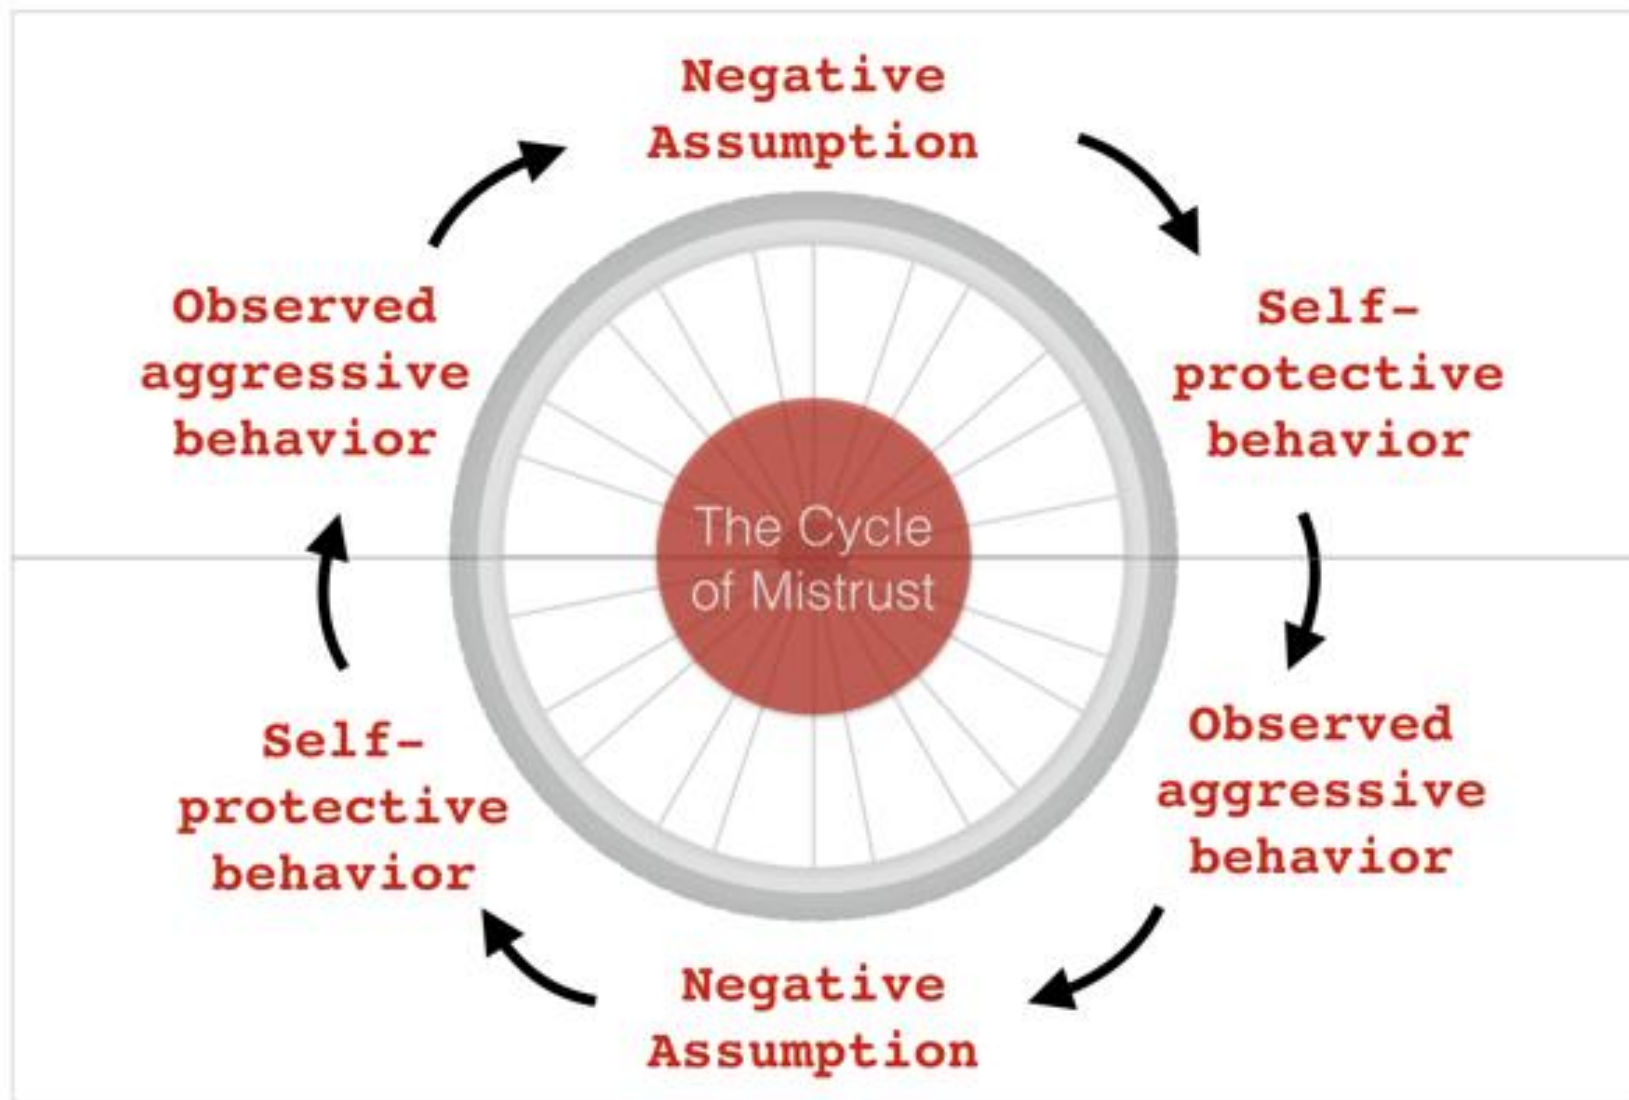 Negative
Assumption
Self-
protective
behavior
Observed
aggressive
behavior
Negative
Assumption
Self-
protective
behavior
Observed
aggressive
behavior
The Cycle
of Mistrust